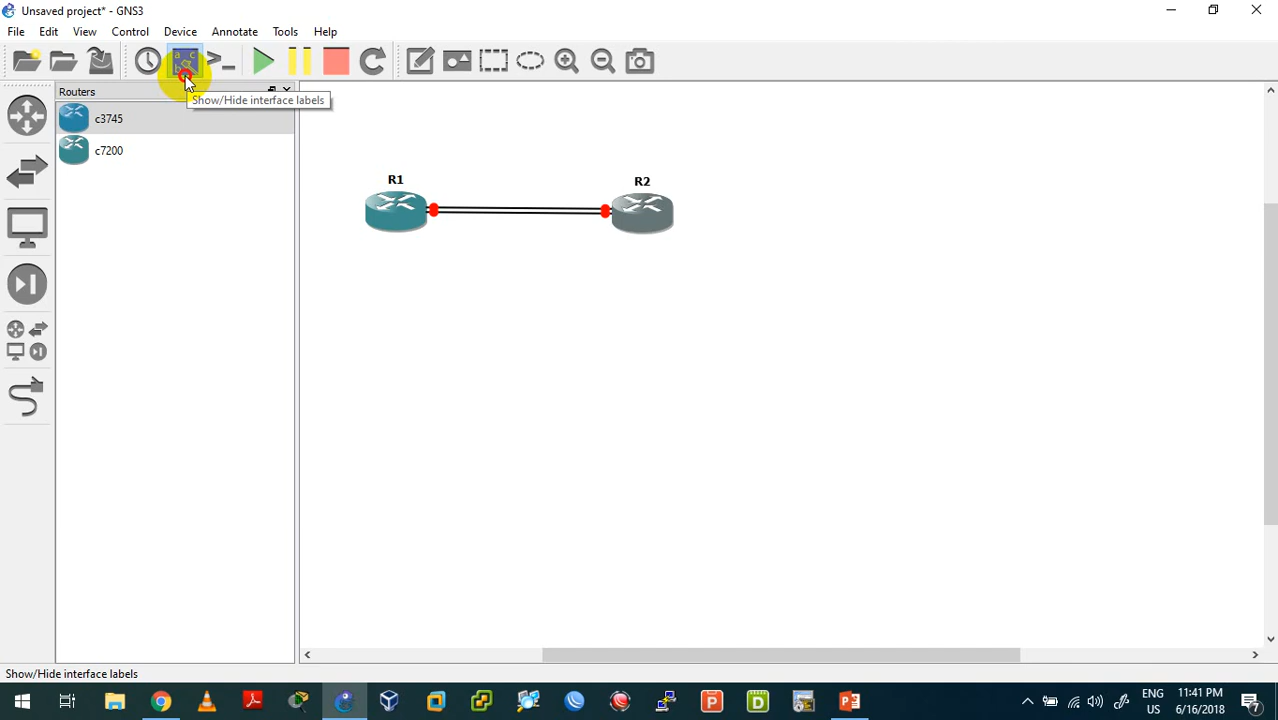 Unsaved project* - GNS3
File Edit View Control Device Annotate Tools Help
Routers
Show/Hide interface labels
c3745
c7200
R1
R2
Show/Hide interface labels
ENG
US
11:41 PM
6/16/2018
7